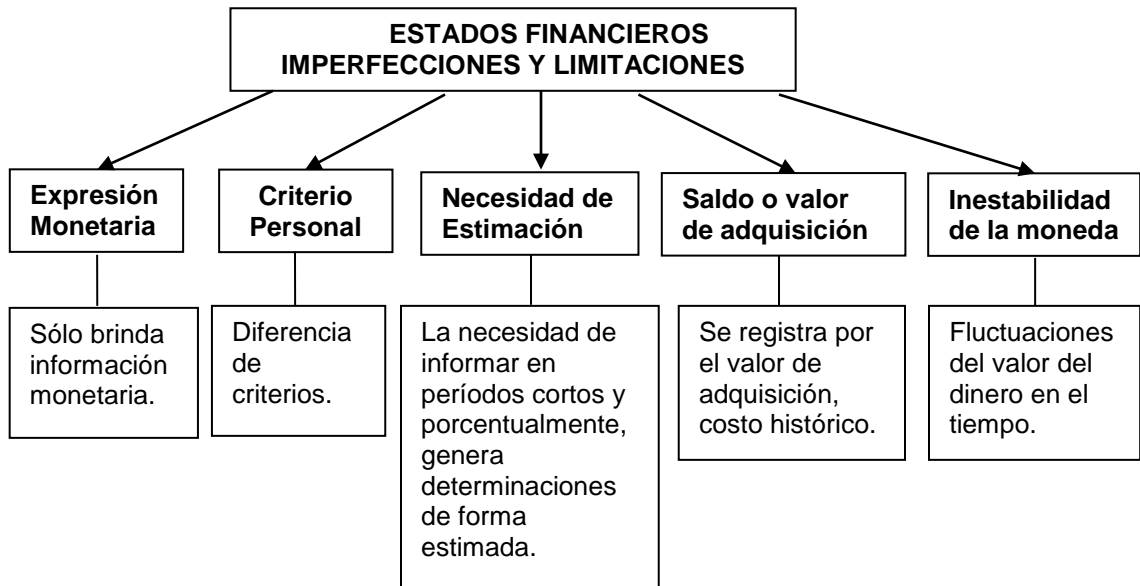 ESTADOS FINANCIEROS
IMPERFECCIONES Y LIMITACIONES
Expresión
Monetaria
Criterio
Personal
Necesidad de
Estimación
Saldo o valor
de adquisición
Inestabilidad
de la moneda
Sólo brinda
información
monetaria.
Diferencia
de
criterios.
La necesidad de
informar en
períodos cortos y
porcentualmente,
genera
determinaciones
de forma
estimada.
Se registra por
el valor de
adquisición,
costo histórico.
Fluctuaciones
del valor del
dinero en el
tiempo.